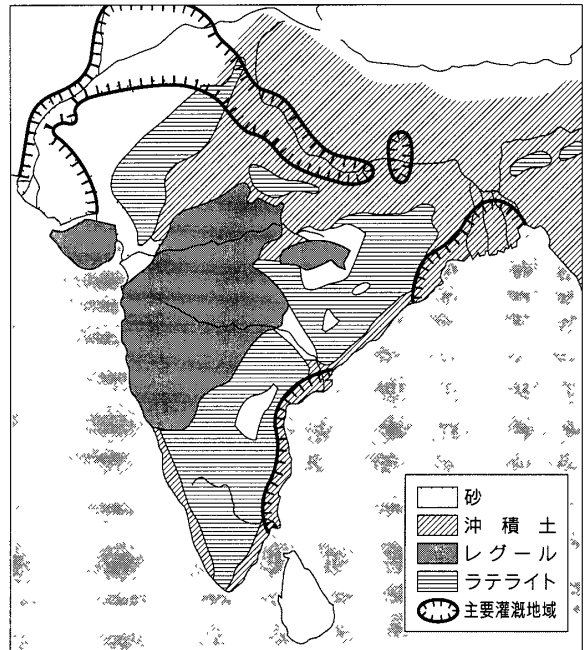 砂
沖積土
レグール
ラテライト
主要灌漑地域